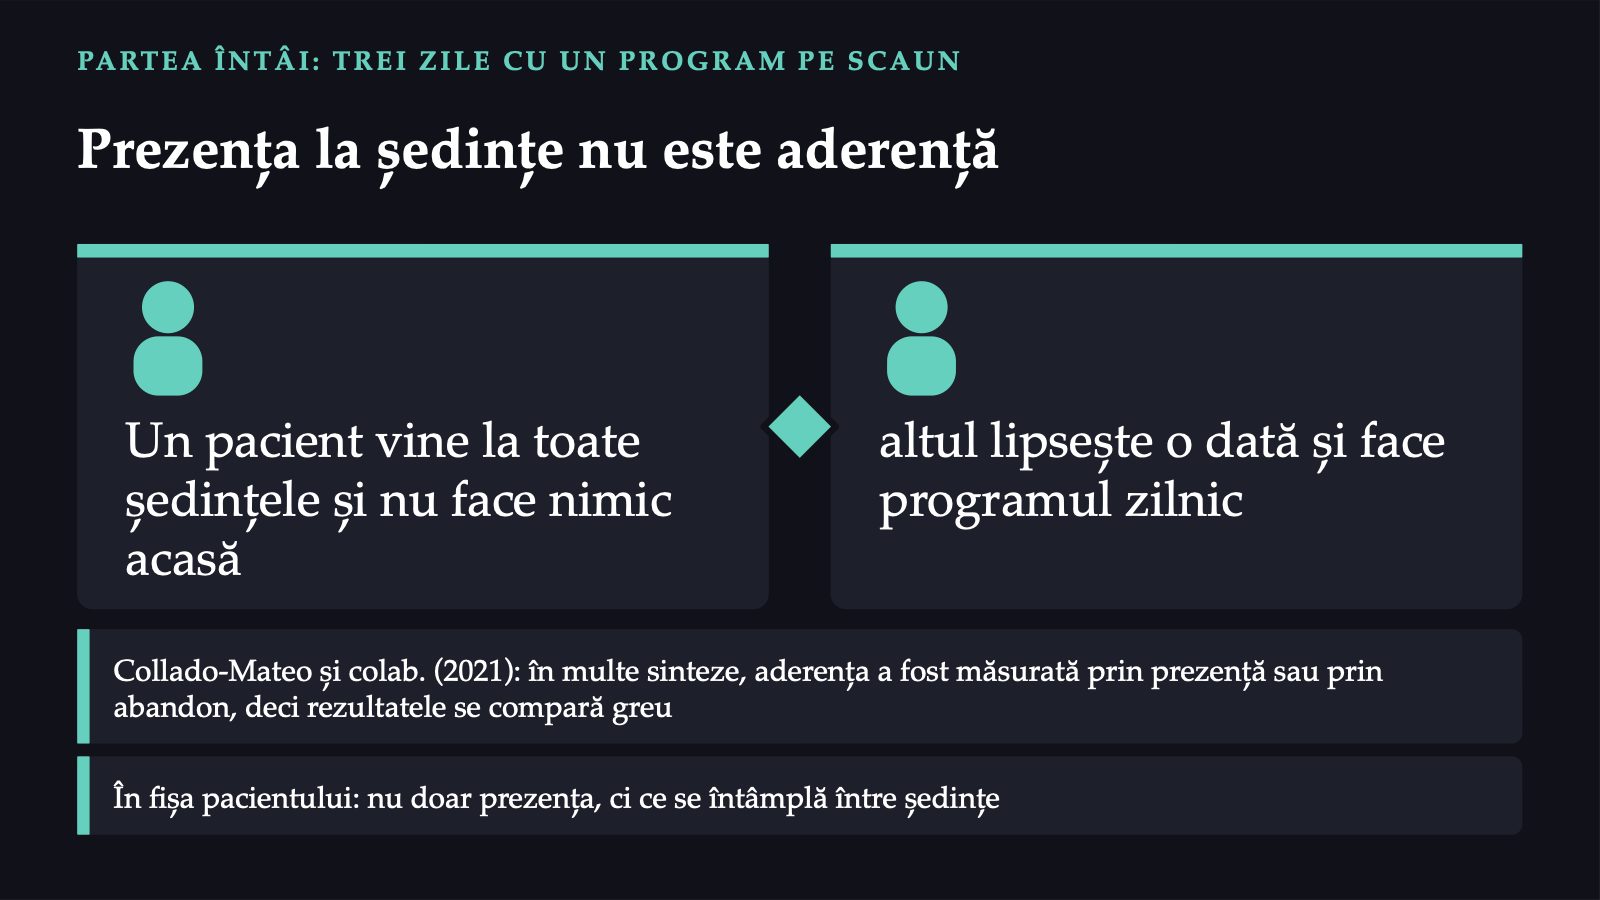 PARTEA ÎNTÂI: TREI ZILE CU UN PROGRAM PE SCAUN
Prezența la ședințe nu este aderență
Un pacient vine la toate
ședințele și nu face nimic
acasă
altul lipsește o dată și face
programul zilnic
Collado-Mateo și colab. (2021): în multe sinteze, aderența a fost măsurată prin prezență sau prin
abandon, deci rezultatele se compară greu
În fișa pacientului: nu doar prezența, ci ce se întâmplă între ședințe